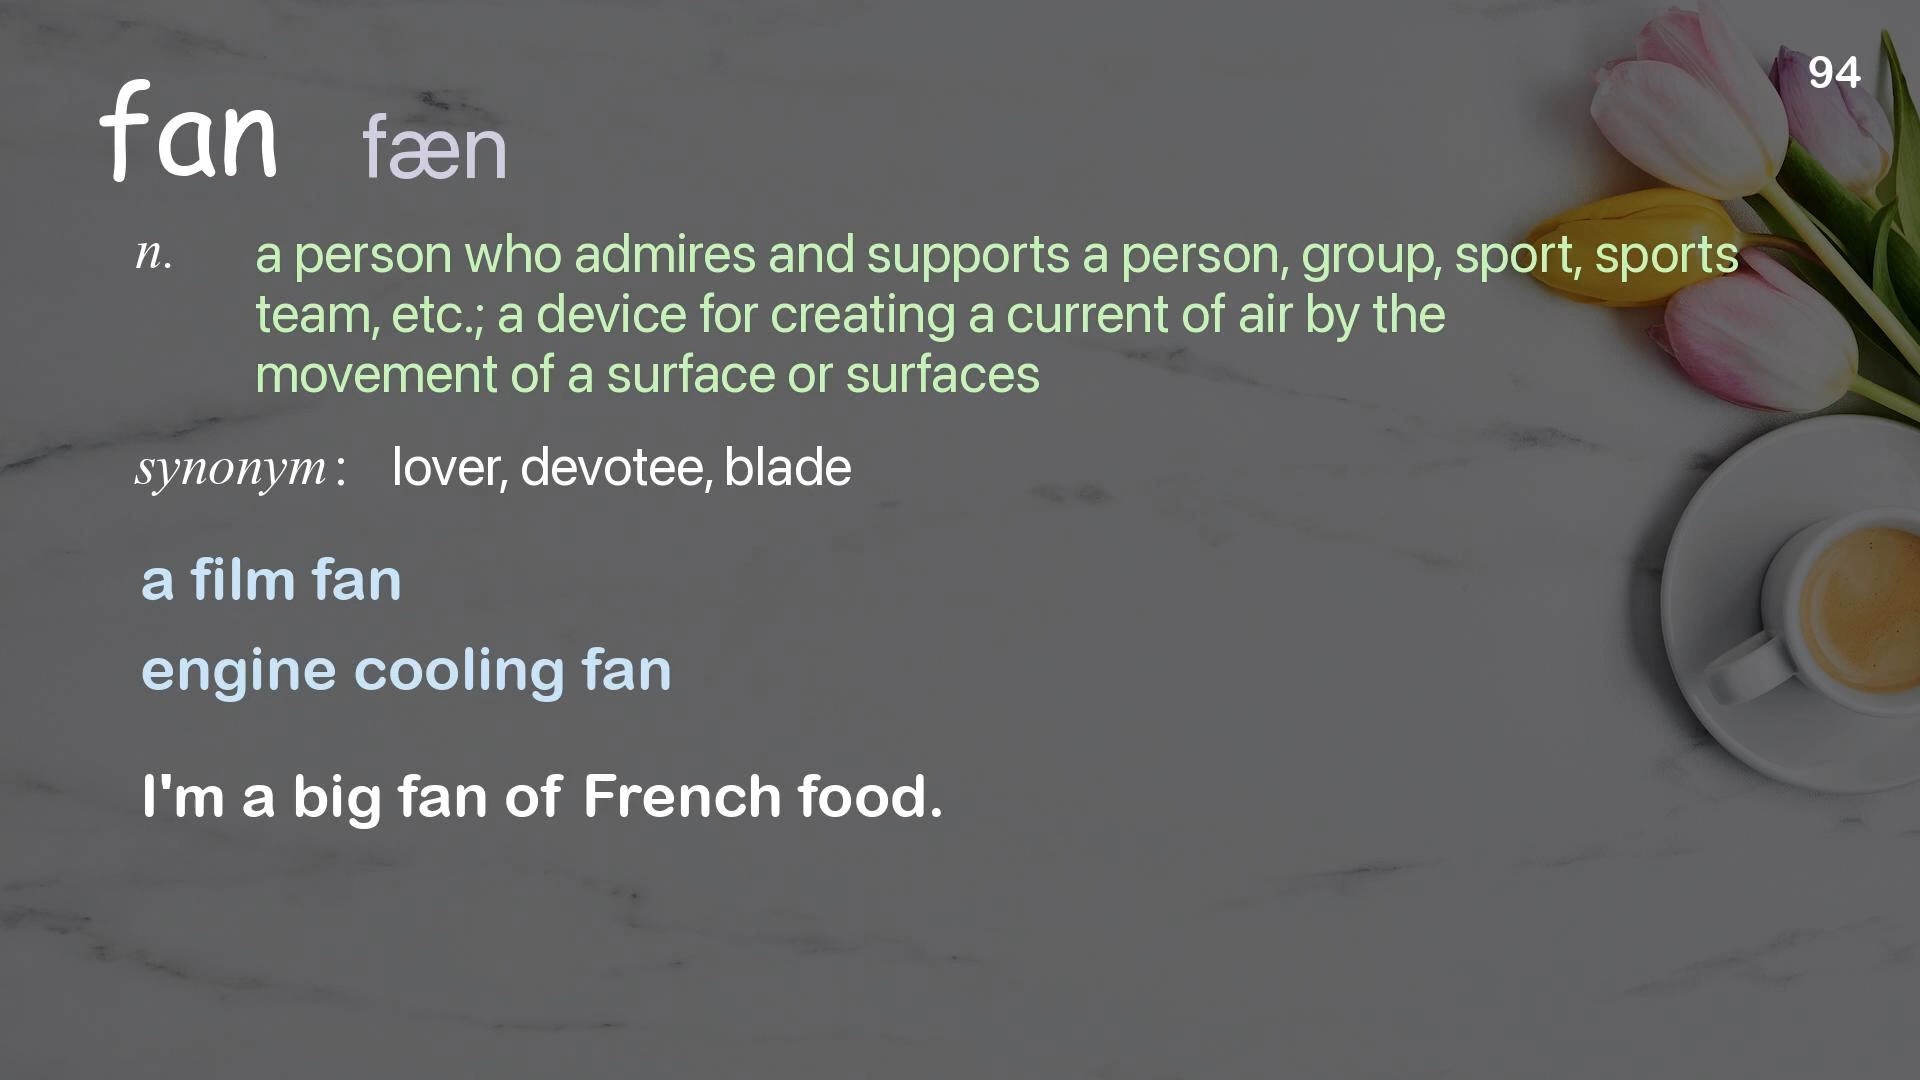 94
fan fæn
n. a person who admires and supports a person, group, sport, sports
team, etc.; a device for creating a current of air by the
movement of a surface or surfaces
synonym: lover, devotee, blade
a film fan
engine cooling fan
I'm a big fan of French food.